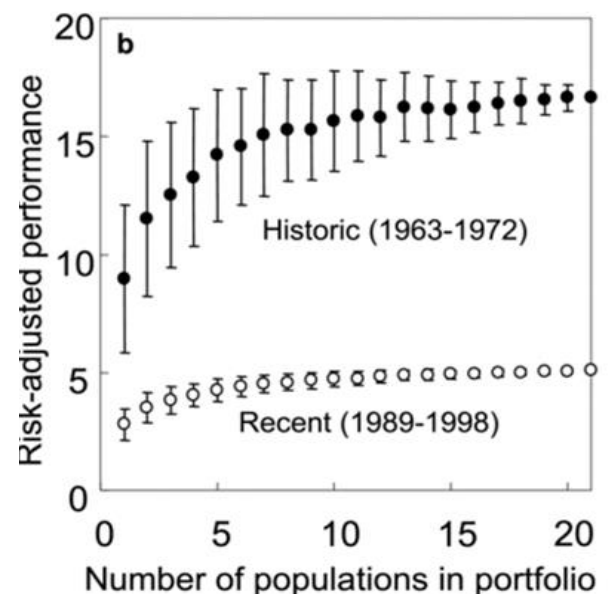 b
Risk-adjusted performance
20
15
10
5
0
Historic (1963-1972)
Recent (1989-1998)
0 5 10 15 20
Number of populations in portfolio